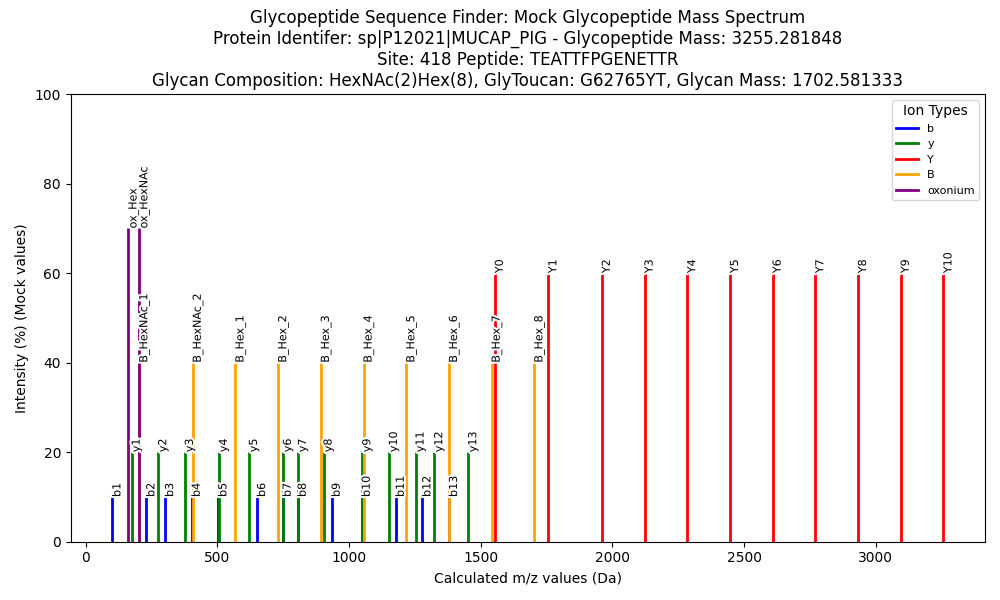 Glycopeptide Sequence Finder: Mock Glycopeptide Mass Spectrum
Protein Identifer: sp|P12021|MUCAP_PIG - Glycopeptide Mass: 3255.281848
Site: 418 Peptide: TEATTFPGENETTR
Glycan Composition: HexNAc(2)Hex(8), GlyToucan: G62765YT, Glycan Mass: 1702.581333
Intensity (%) (Mock values)
100
80
60
40
20
0
Ion Types
b
y
Y
B
oxonium
ox_Hex
ox_HexNAc
Y0
Y1
Y2
Y3
Y4
Y5
Y6
Y7
Y8
Y9
Y10
B_HexNAc_1
B_HexNAc_2
B_Hex_1
B_Hex_2
B_Hex_3
B_Hex_4
B_Hex_5
B_Hex_6
B_Hex_7
B_Hex_8
y1
y2
y3
y4
y5
y6
y7
y8
y9
y10
y11
y12
y13
b1
b2
b3
b4
b5
b6
b7
b8
b9
b10
b11
b12
b13
0
500
1000
1500
2000
2500
3000
Calculated m/z values (Da)